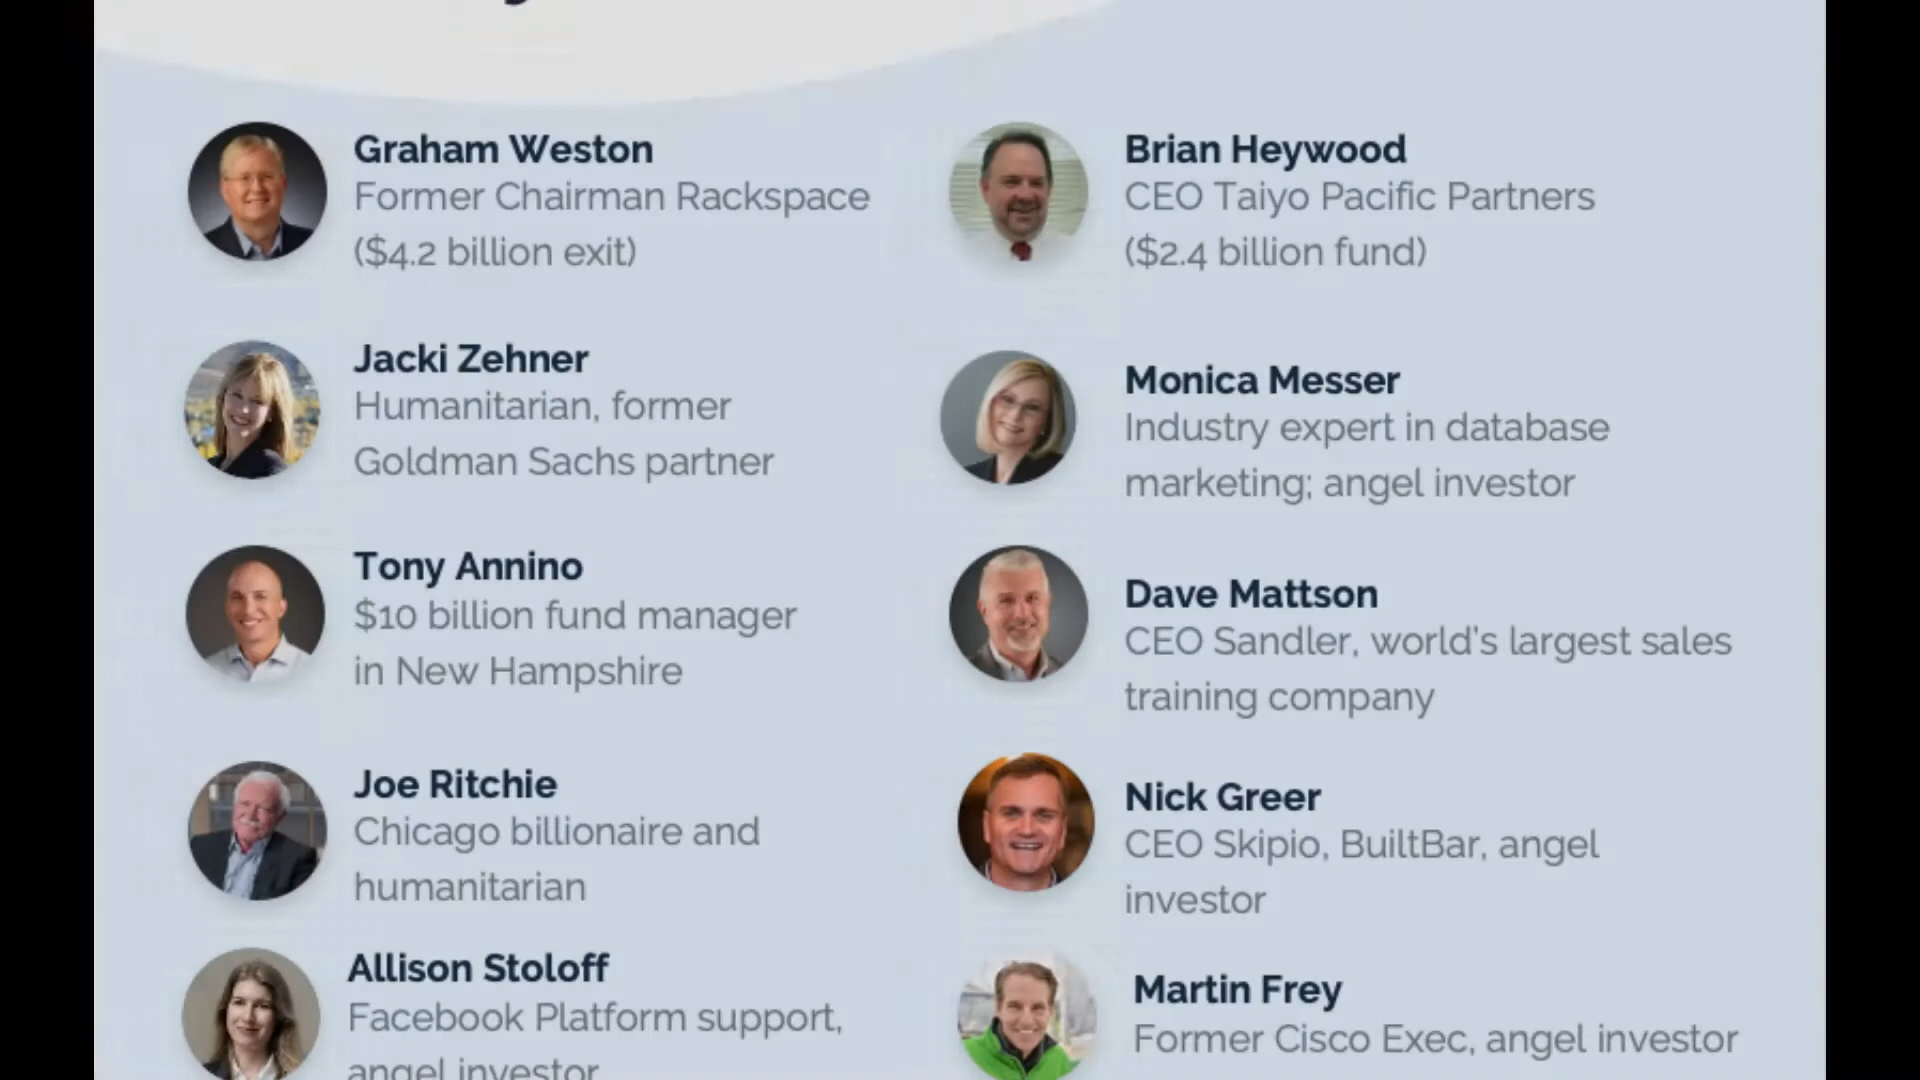 Graham Weston
Former Chairman Rackspace
($4.2 billion exit)
Brian Heywood
CEO Taiyo Pacific Partners
($2.4 billion fund)
Jacki Zehner
Humanitarian, former
Goldman Sachs partner
Monica Messer
Industry expert in database
marketing; angel investor
Tony Annino
$10 billion fund manager
in New Hampshire
Dave Mattson
CEO Sandler, world's largest sales
training company
Joe Ritchie
Chicago billionaire and
humanitarian
Nick Greer
CEO Skipio, BuiltBar, angel
investor
Allison Stoloff
Facebook Platform support,
angel investor
Martin Frey
Former Cisco Exec, angel investor